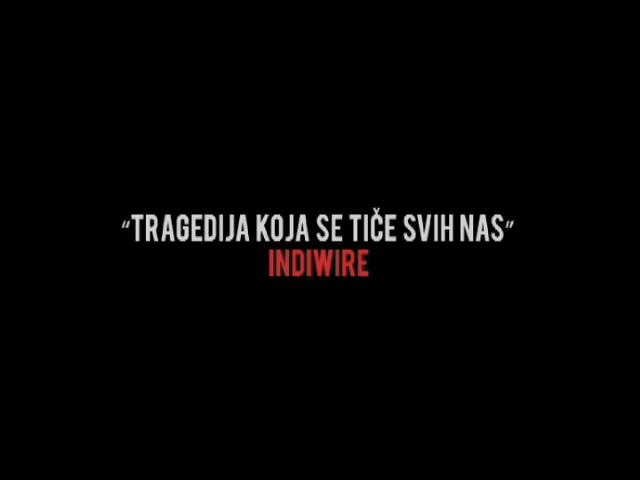 “TRAGEDIJA KOJA SE TIČE SVIH NAS”
INDIWIRE